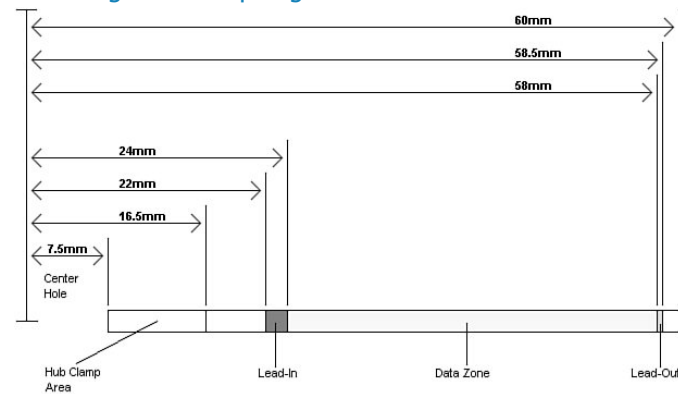 60mm
58.5mm
58mm
24mm
22mm
16.5mm
7.5mm
Center
Hole
Hub Clamp
Area
Lead-In
Data Zone
Lead-Out